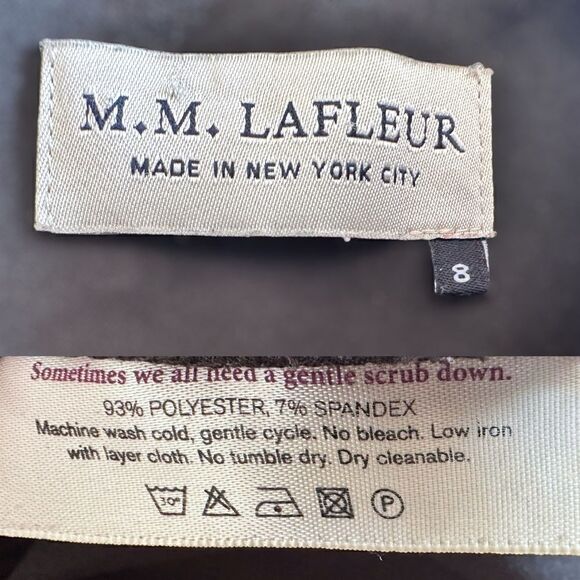 M.M. LAFLEUR
MADE IN NEW YORK CITY
8
Sometimes we all need a gentle scrub down.
93% POLYESTER, 7% SPANDEX
Machine wash cold, gentle cycle. No bleach. Low iron
with layer cloth. No tumble dry. Dry cleanable.
30° P